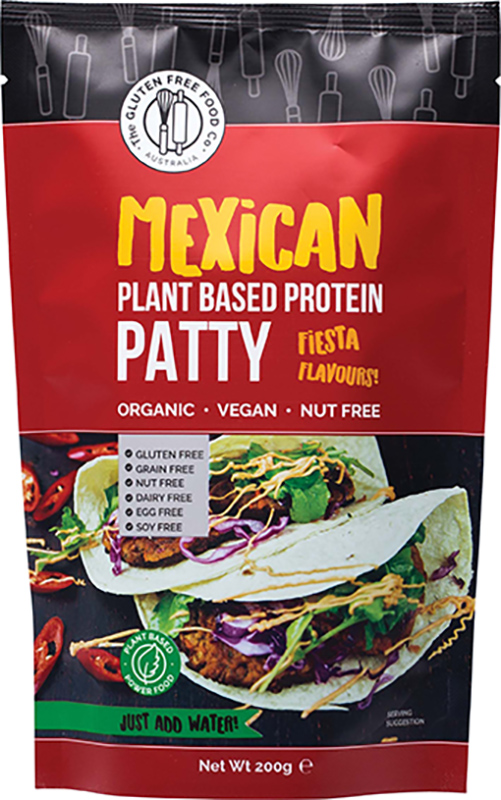 The GLUTEN FREE FOOD Co.
• AUSTRALIA •
MEXiCAN
PLANT BASED PROTEIN
PATTY
FiESTA
FLAVOURS!
ORGANIC • VEGAN • NUT FREE
GLUTEN FREE
GRAIN FREE
NUT FREE
DAIRY FREE
EGG FREE
SOY FREE
PLANT BASED
POWER FOOD
JUST ADD WATER!
SERVING
SUGGESTION
Net Wt 200g ℮